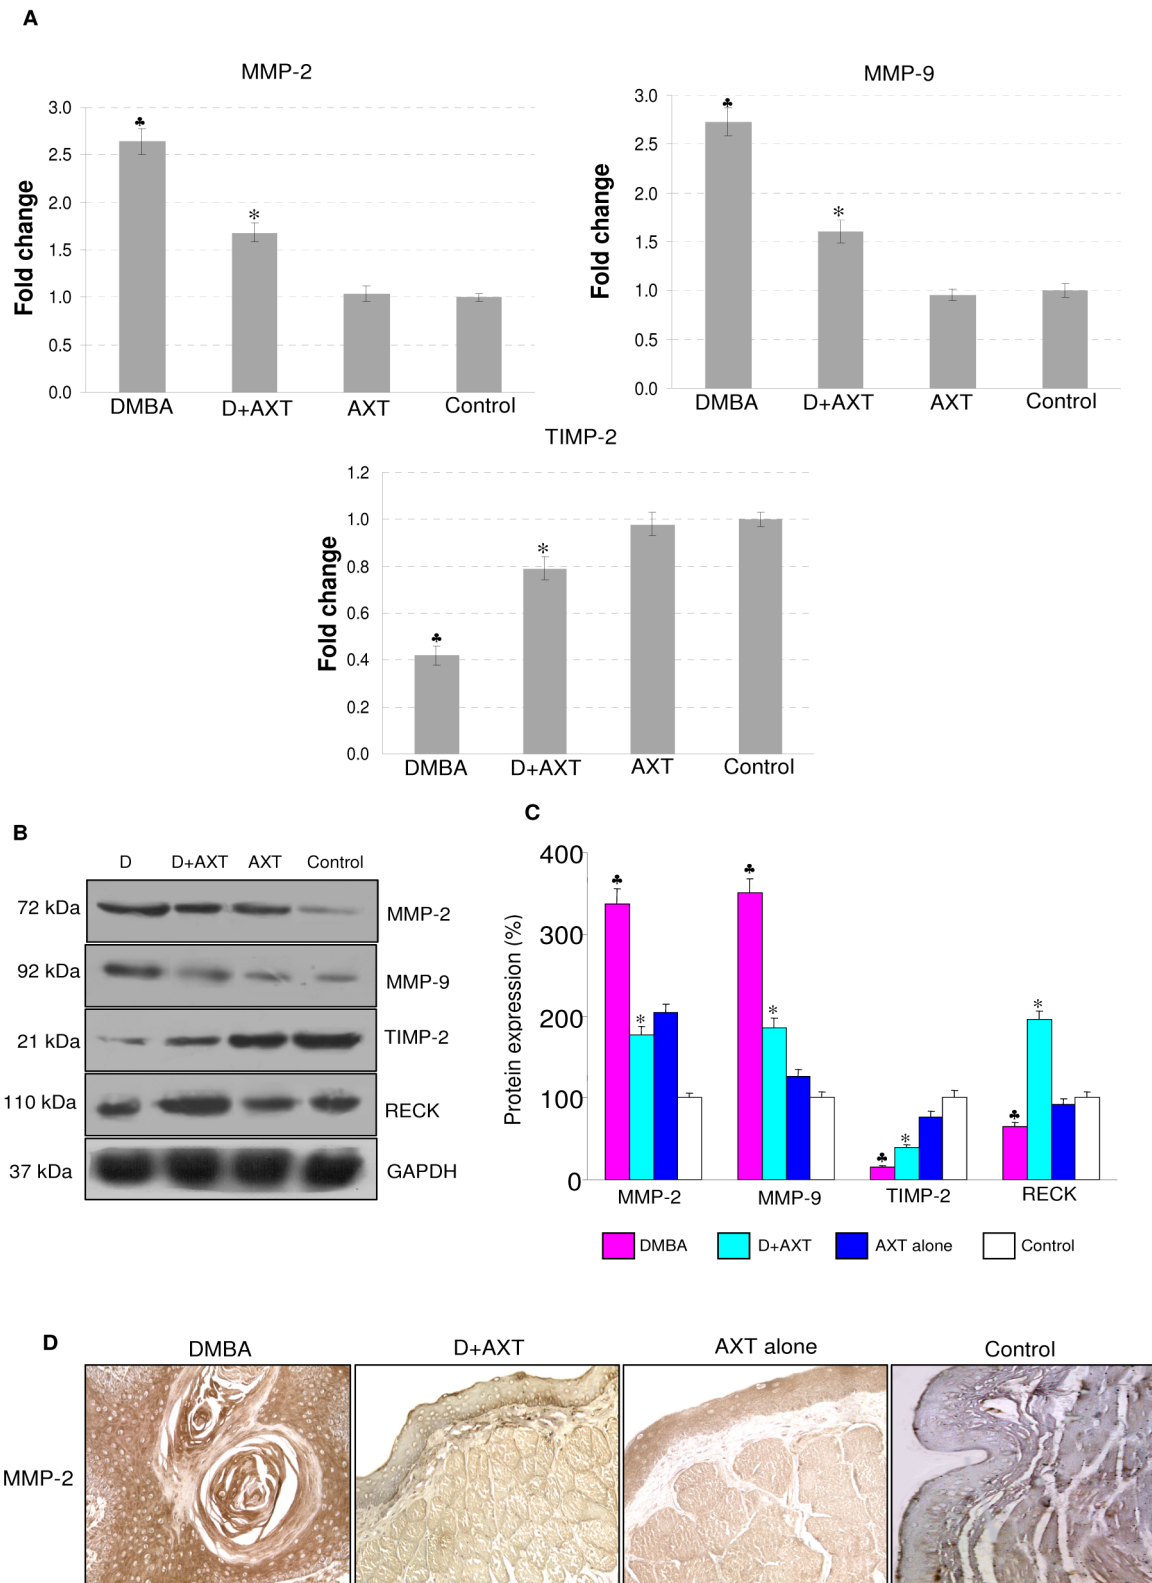 A
MMP-2
3.0
2.5
2.0
1.5
1.0
0.5
0.0
Fold change
♣
*
DMBA
D+AXT
AXT
Control
MMP-9
3.0
2.5
2.0
1.5
1.0
0.5
0.0
Fold change
♣
*
DMBA
D+AXT
AXT
Control
TIMP-2
1.2
1.0
0.8
0.6
0.4
0.2
0.0
Fold change
♣
*
DMBA
D+AXT
AXT
Control
B
D D+AXT AXT Control
72 kDa MMP-2
92 kDa MMP-9
21 kDa TIMP-2
110 kDa RECK
37 kDa GAPDH
C
Protein expression (%)
400
300
200
100
0
♣
*
♣
*
♣
*
♣
*
MMP-2 MMP-9 TIMP-2 RECK
DMBA D+AXT AXT alone Control
D
DMBA D+AXT AXT alone Control
MMP-2